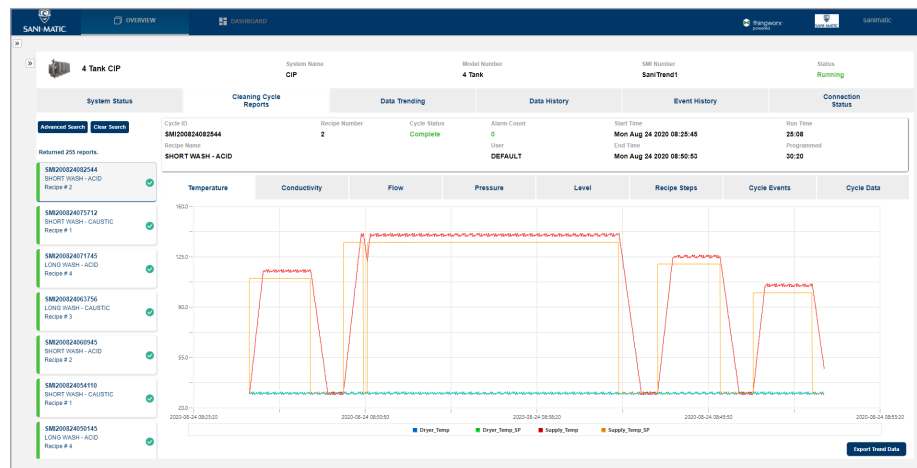 SANI-MATIC
OVERVIEW
DASHBOARD
thingworx
powered
SANI-MATIC
sanimatic
»
»
4 Tank CIP
System Name
CIP
Model Number
4 Tank
SMI Number
SaniTrend1
Status
Running
System Status
Cleaning Cycle
Reports
Data Trending
Data History
Event History
Connection
Status
Advanced Search
Clear Search
Returned 255 reports.
SMI200824082544
SHORT WASH - ACID
Recipe # 2
SMI200824075712
SHORT WASH - CAUSTIC
Recipe # 1
SMI200824071745
LONG WASH - ACID
Recipe # 4
SMI200824063756
LONG WASH - CAUSTIC
Recipe # 3
SMI200824060945
SHORT WASH - ACID
Recipe # 2
SMI200824054110
SHORT WASH - CAUSTIC
Recipe # 1
SMI200824050145
LONG WASH - ACID
Recipe # 4
Cycle ID
SMI200824082544
Recipe Number
2
Cycle Status
Complete
Alarm Count
0
Start Time
Mon Aug 24 2020 08:25:45
Run Time
25:08
Recipe Name
SHORT WASH - ACID
User
DEFAULT
End Time
Mon Aug 24 2020 08:50:53
Programmed
30:20
Temperature
Conductivity
Flow
Pressure
Level
Recipe Steps
Cycle Events
Cycle Data
160.0
125.0
90.0
55.0
20.0
2020-08-24 08:25:20
2020-08-24 08:30:50
2020-08-24 08:38:20
2020-08-24 08:45:50
2020-08-24 08:53:20
Dryer_Temp
Dryer_Temp_SP
Supply_Temp
Supply_Temp_SP
Export Trend Data